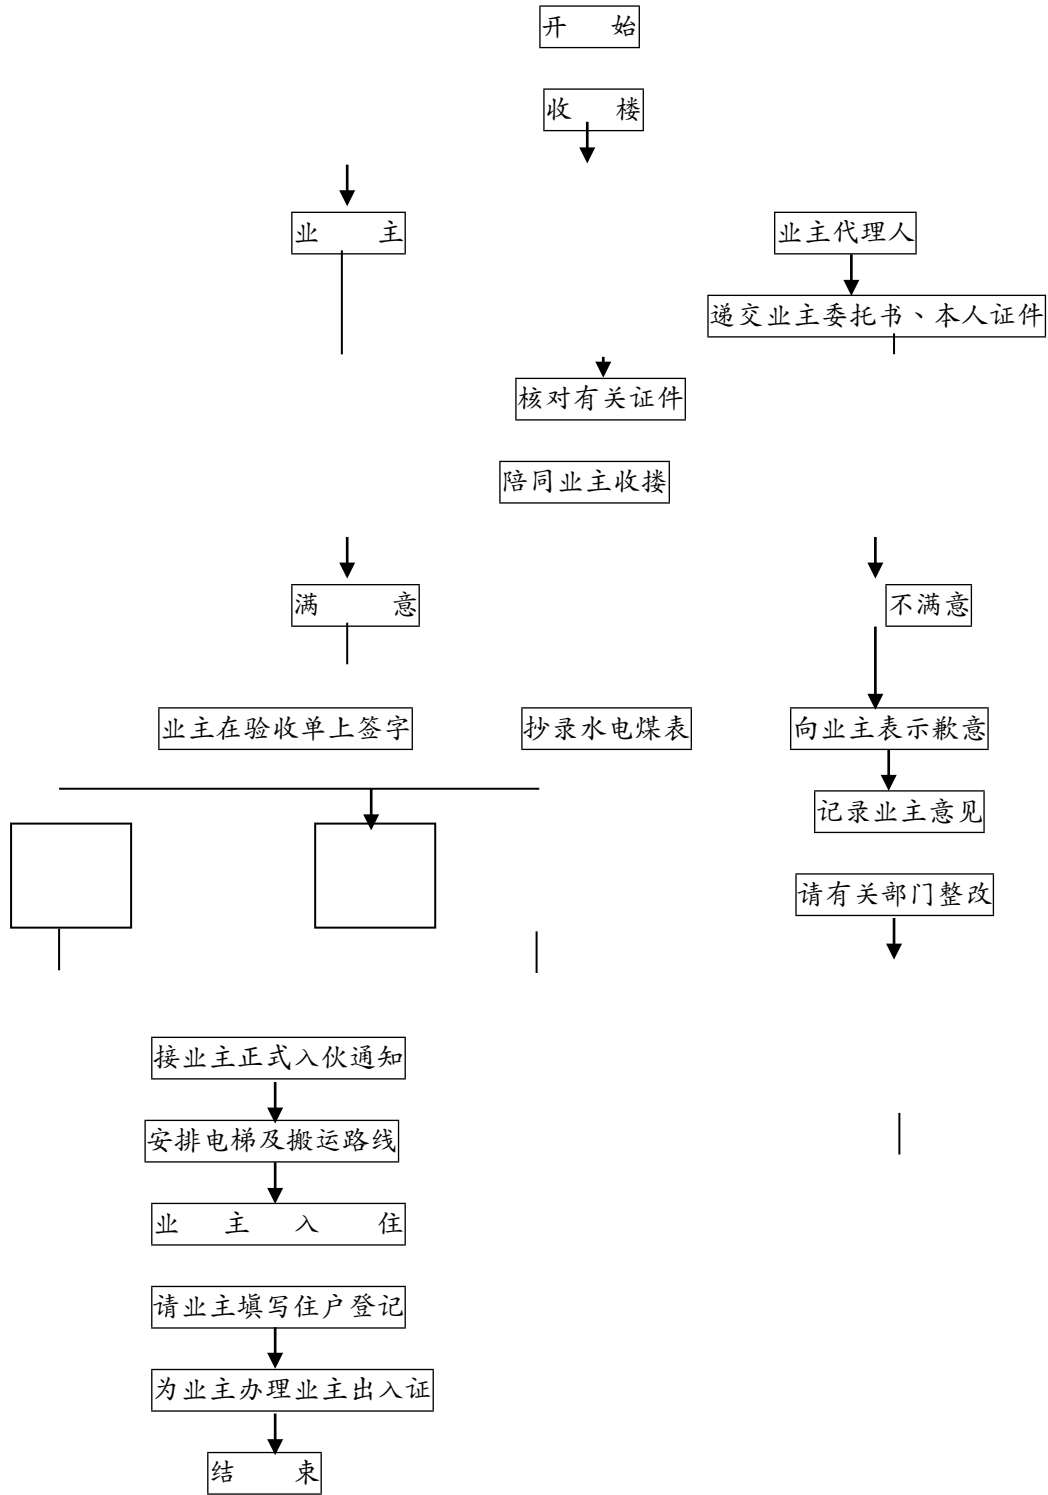 开 始
收 楼
业 主 业主代理人
递交业主委托书、本人证件
核对有关证件
陪同业主收搂
满 意 不满意
业主在验收单上签字 抄录水电煤表 向业主表示歉意
记录业主意见
请有关部门整改
接业主正式入伙通知
安排电梯及搬运路线
业 主 入 住
请业主填写住户登记
为业主办理业主出入证
结 束